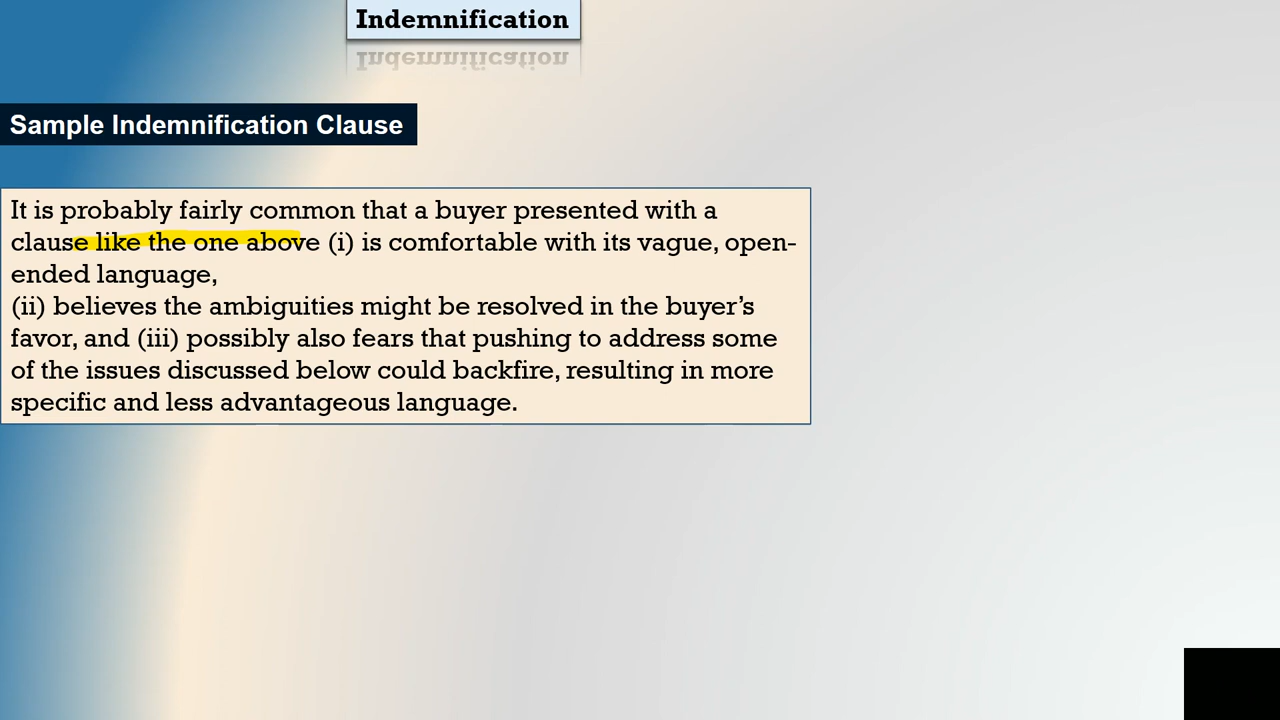 Indemnification
Sample Indemnification Clause
It is probably fairly common that a buyer presented with a
clause like the one above (i) is comfortable with its vague, open-
ended language,
(ii) believes the ambiguities might be resolved in the buyer’s
favor, and (iii) possibly also fears that pushing to address some
of the issues discussed below could backfire, resulting in more
specific and less advantageous language.